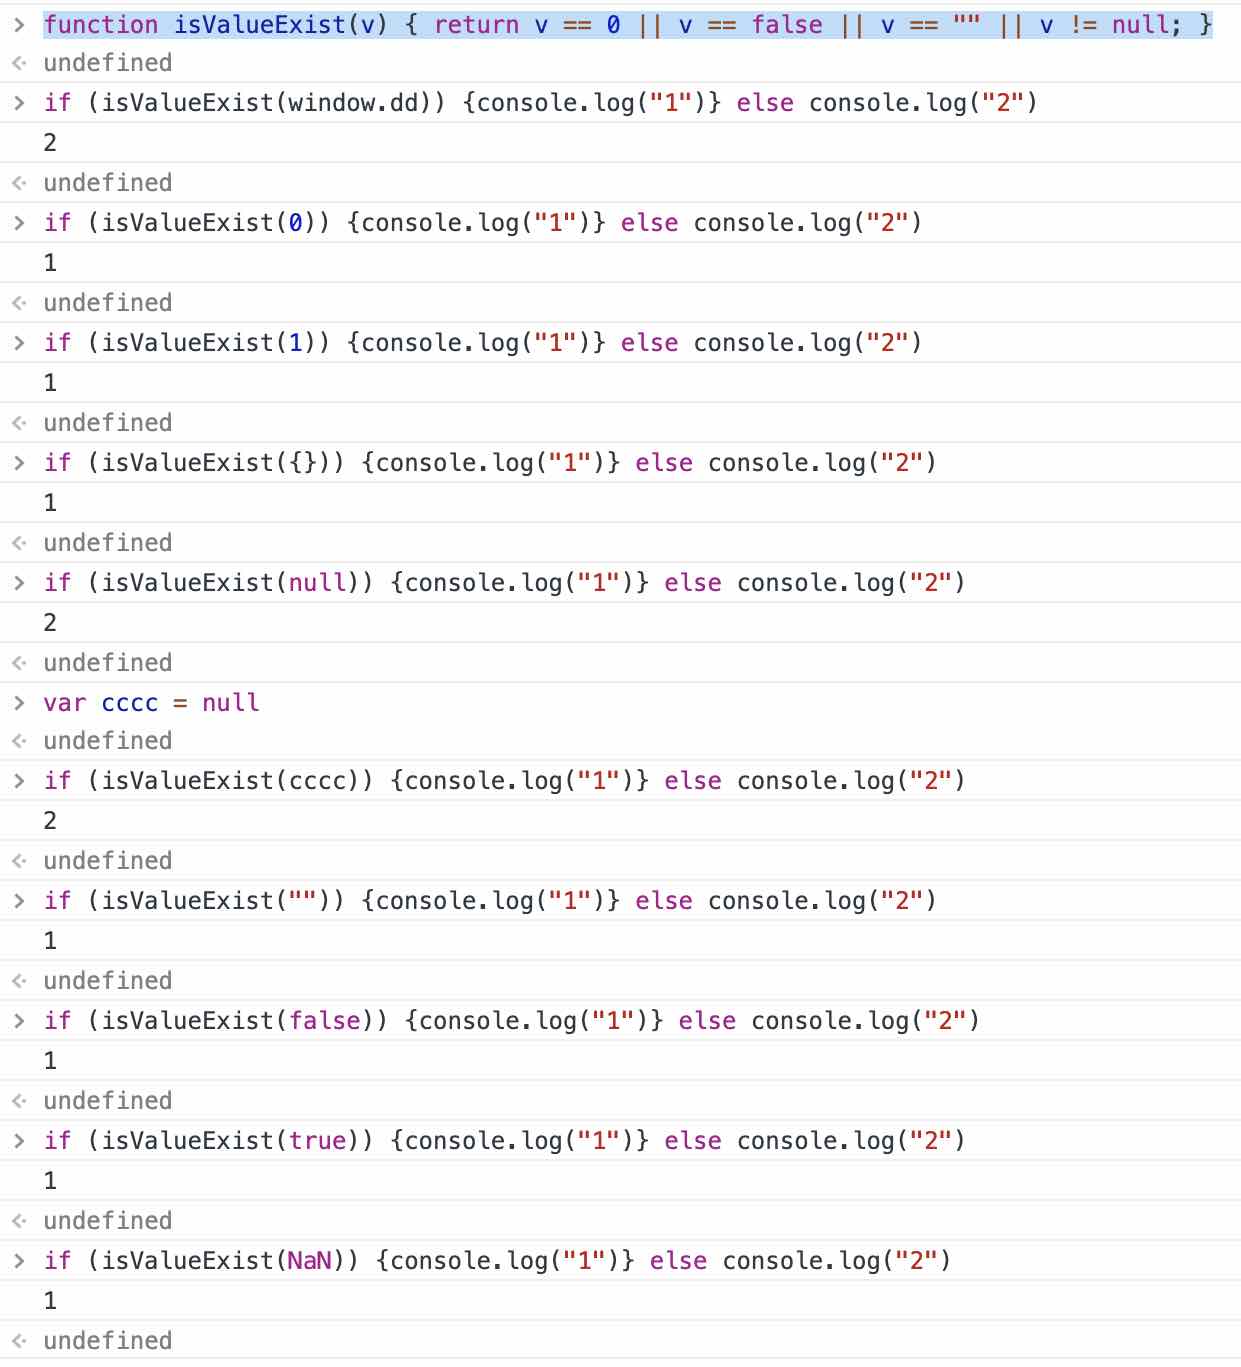 > function isValueExist(v) { return v == 0 || v == false || v == "" || v != null; }
<· undefined
> if (isValueExist(window.dd)) {console.log("1")} else console.log("2")
2
<· undefined
> if (isValueExist(0)) {console.log("1")} else console.log("2")
1
<· undefined
> if (isValueExist(1)) {console.log("1")} else console.log("2")
1
<· undefined
> if (isValueExist({})) {console.log("1")} else console.log("2")
1
<· undefined
> if (isValueExist(null)) {console.log("1")} else console.log("2")
2
<· undefined
> var cccc = null
<· undefined
> if (isValueExist(cccc)) {console.log("1")} else console.log("2")
2
<· undefined
> if (isValueExist("")) {console.log("1")} else console.log("2")
1
<· undefined
> if (isValueExist(false)) {console.log("1")} else console.log("2")
1
<· undefined
> if (isValueExist(true)) {console.log("1")} else console.log("2")
1
<· undefined
> if (isValueExist(NaN)) {console.log("1")} else console.log("2")
1
<· undefined